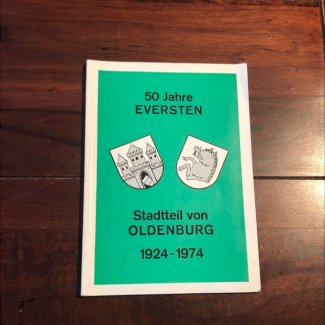 50 Jahre
EVERSTEN
Stadtteil von
OLDENBURG
1924-1974